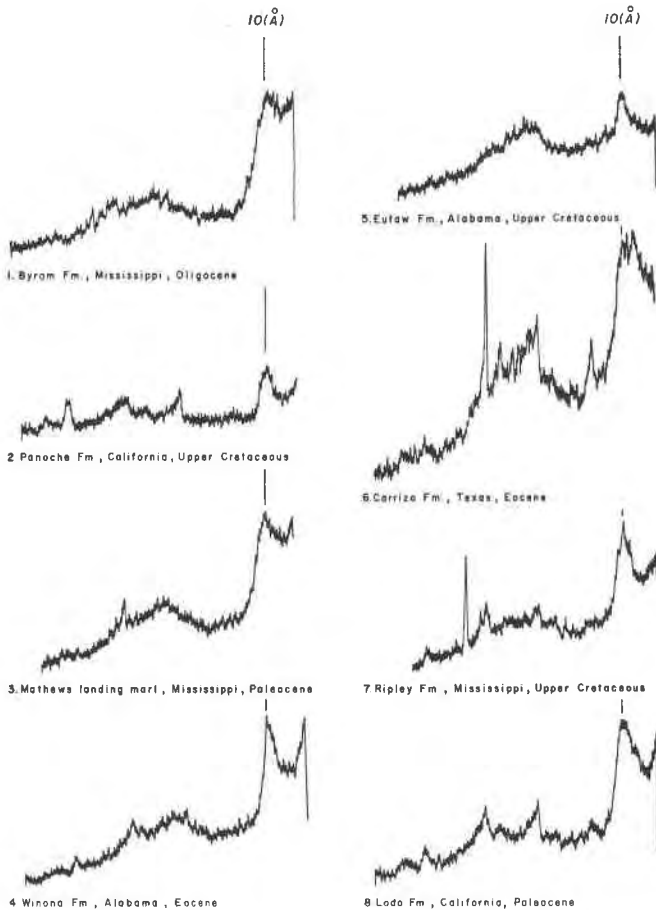 10(Å)
1. Byram Fm., Mississippi, Oligocene
2 Panoche Fm, California, Upper Cretaceous
3. Mathews landing marl, Mississippi, Paleocene
4 Winona Fm, Alabama, Eocene
10(Å)
5. Eutaw Fm, Alabama, Upper Cretaceous
6. Carrizo Fm, Texas, Eocene
7 Ripley Fm, Mississippi, Upper Cretaceous
8 Lodo Fm, California, Paleocene